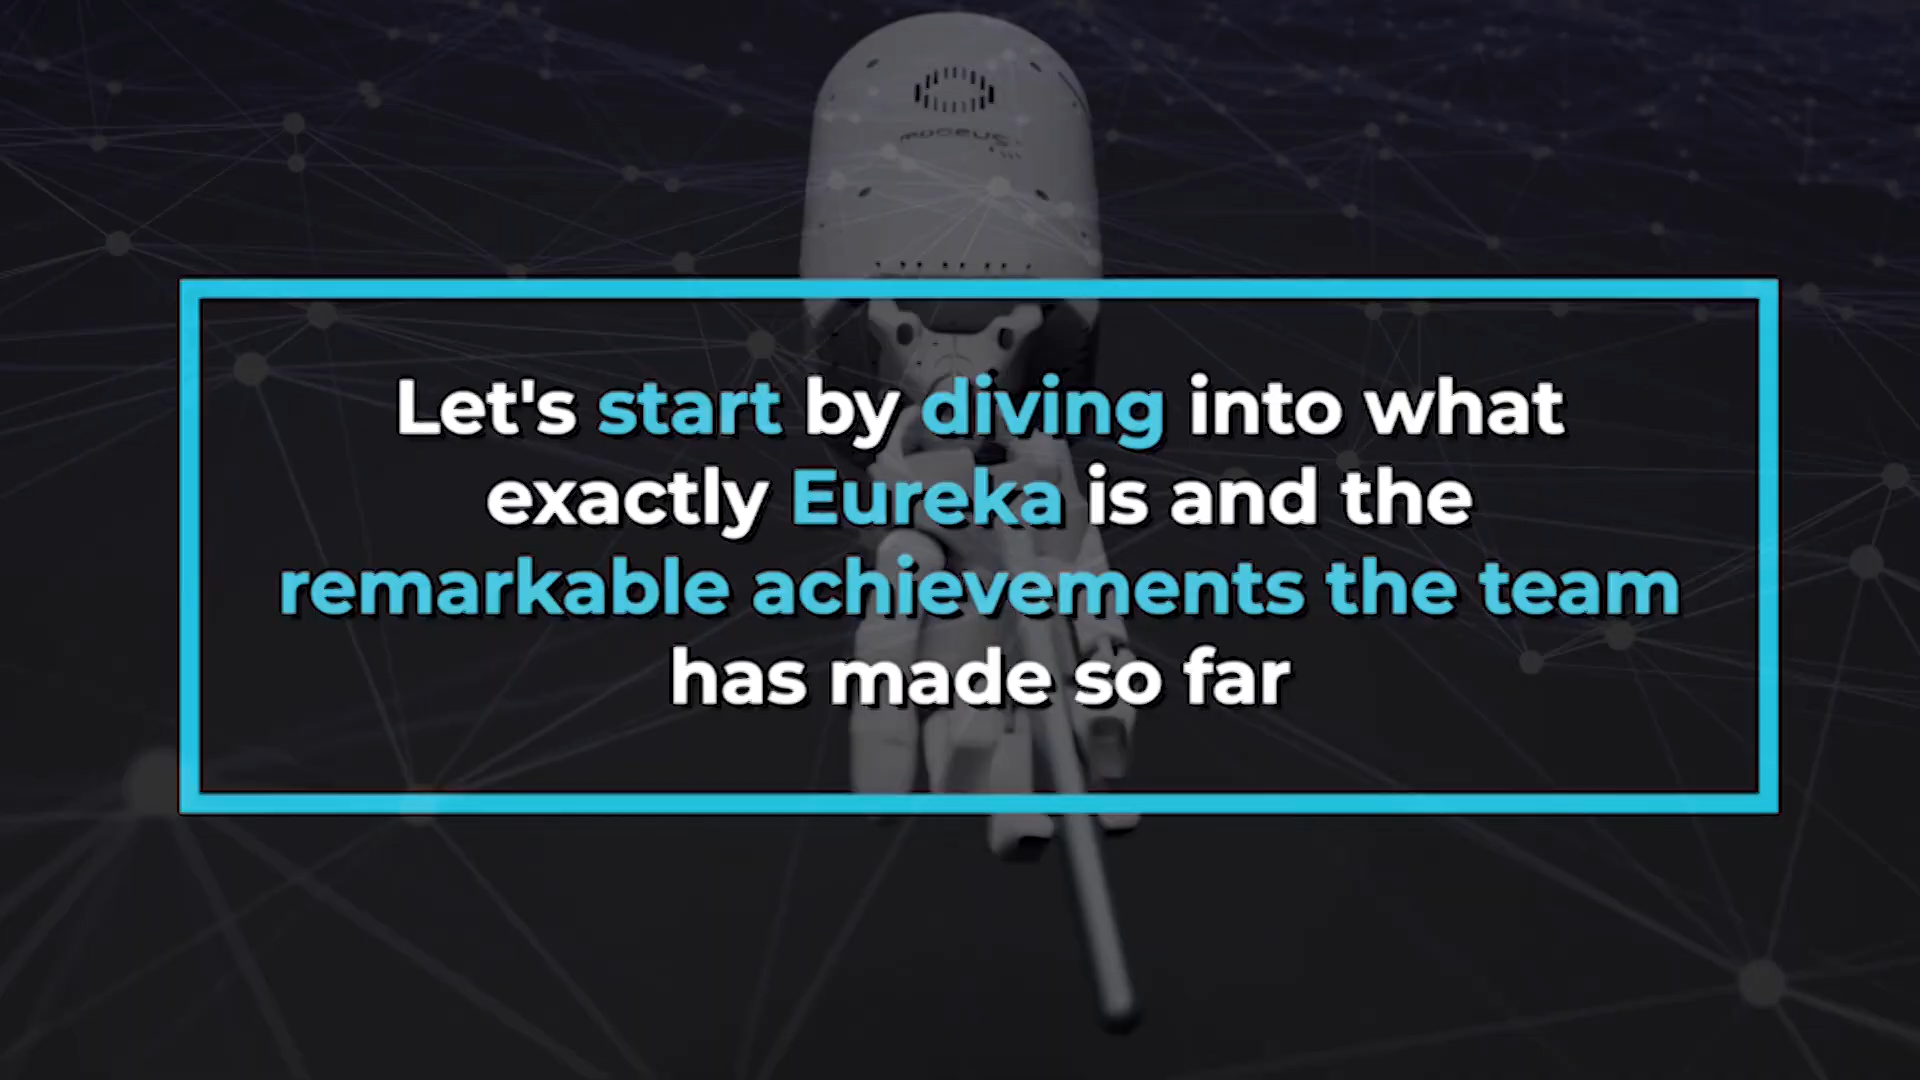 Let's start by diving into what
exactly Eureka is and the
remarkable achievements the team
has made so far